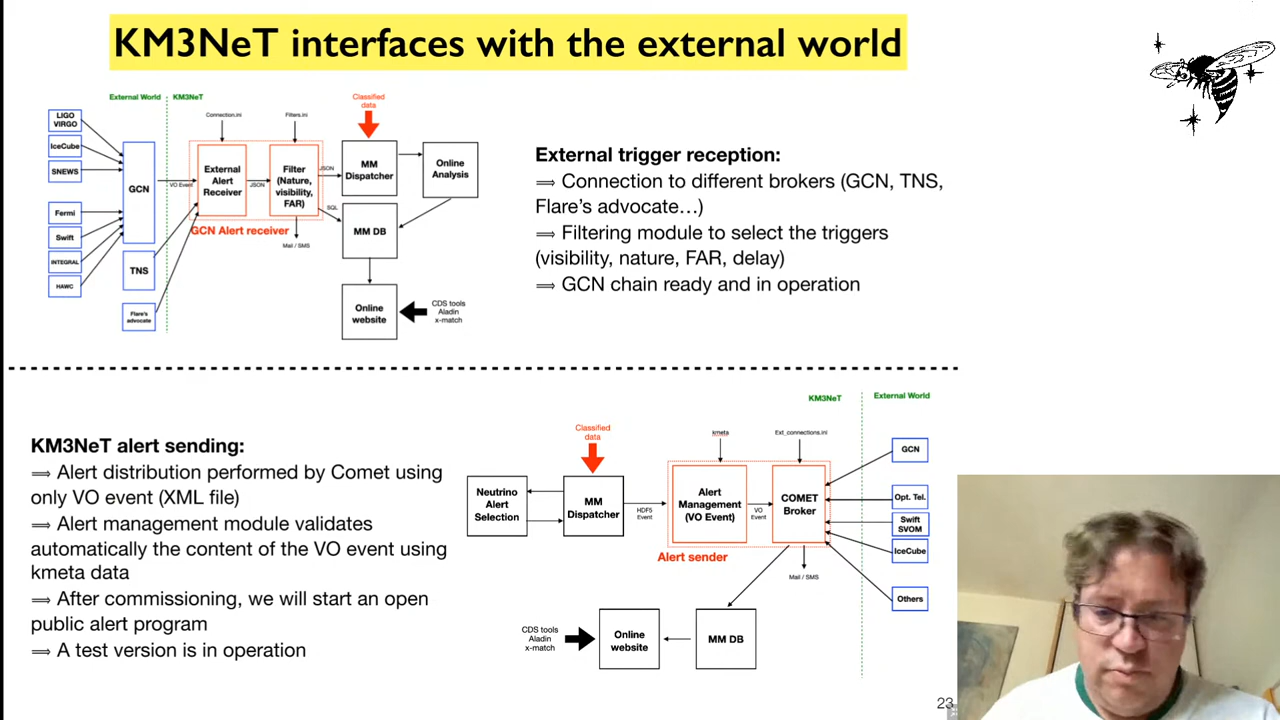 KM3NeT interfaces with the external world
External World
KM3NeT
Classified
data
Connection.ini
Filters.ini
LIGO
VIRGO
IceCube
SNEWS
Fermi
Swift
INTEGRAL
HAWC
GCN
TNS
Flare's
advocate
VO Event
External
Alert
Receiver
JSON
Filter
(Nature,
visibility,
FAR)
JSON
SQL
GCN Alert receiver
Mail / SMS
MM
Dispatcher
Online
Analysis
MM DB
Online
website
CDS tools
Aladin
x-match
External trigger reception:
⟹ Connection to different brokers (GCN, TNS,
Flare's advocate…)
⟹ Filtering module to select the triggers
(visibility, nature, FAR, delay)
⟹ GCN chain ready and in operation
KM3NeT alert sending:
⟹ Alert distribution performed by Comet using
only VO event (XML file)
⟹ Alert management module validates
automatically the content of the VO event using
kmeta data
⟹ After commissioning, we will start an open
public alert program
⟹ A test version is in operation
KM3NeT
External World
Classified
data
kmeta
Ext_connections.ini
Neutrino
Alert
Selection
MM
Dispatcher
HDF5
Event
Alert
Management
(VO Event)
VO
Event
COMET
Broker
Alert sender
Mail / SMS
GCN
Opt. Tel.
Swift
SVOM
IceCube
Others
CDS tools
Aladin
x-match
Online
website
MM DB
23